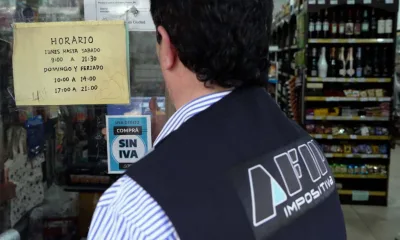 HORARIO
LUNES HASTA SABADO
9:00 A 21:30
DOMINGO Y FERIADO
10:00 A 14:00
17:00 A 21:00
COMPRÁ
SIN
IVA
AFIP
IMPOSITIVA